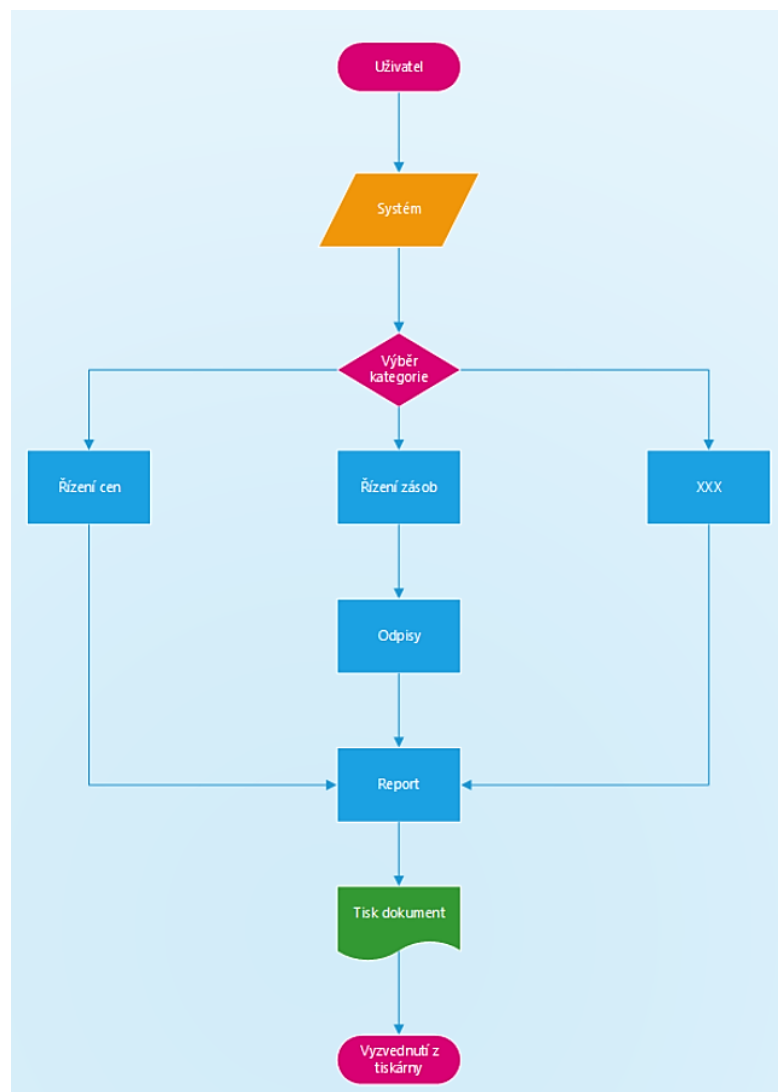 Uživatel
Systém
Výběr
kategorie
Řízení cen
Řízení zásob
XXX
Odpisy
Report
Tisk dokument
Vyzvednutí z
tiskárny